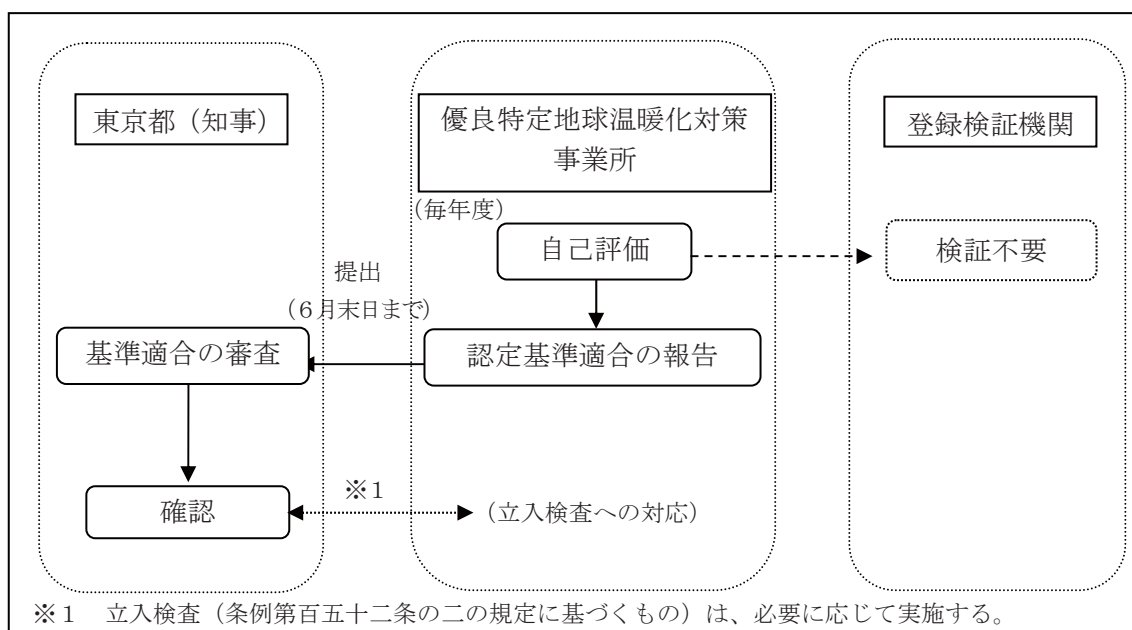 東京都（知事）
優良特定地球温暖化対策
事業所
登録検証機関
（毎年度）
自己評価
検証不要
提出
（６月末日まで）
基準適合の審査
認定基準適合の報告
※１
確認
（立入検査への対応）
※１　立入検査（条例第百五十二条の二の規定に基づくもの）は、必要に応じて実施する。